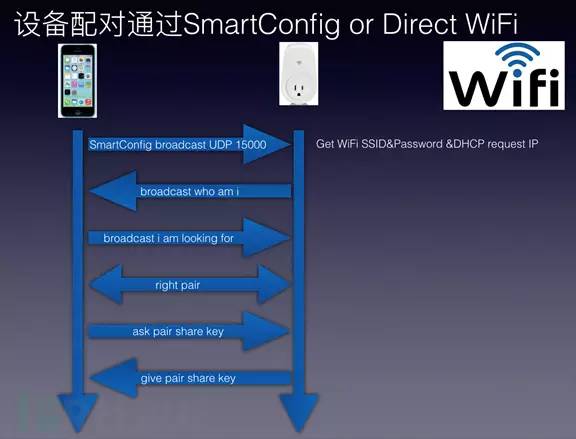 设备配对通过SmartConfig or Direct WiFi
Wifi
SmartConfig broadcast UDP 15000
Get WiFi SSID&Password &DHCP request IP
broadcast who am i
broadcast i am looking for
right pair
ask pair share key
give pair share key